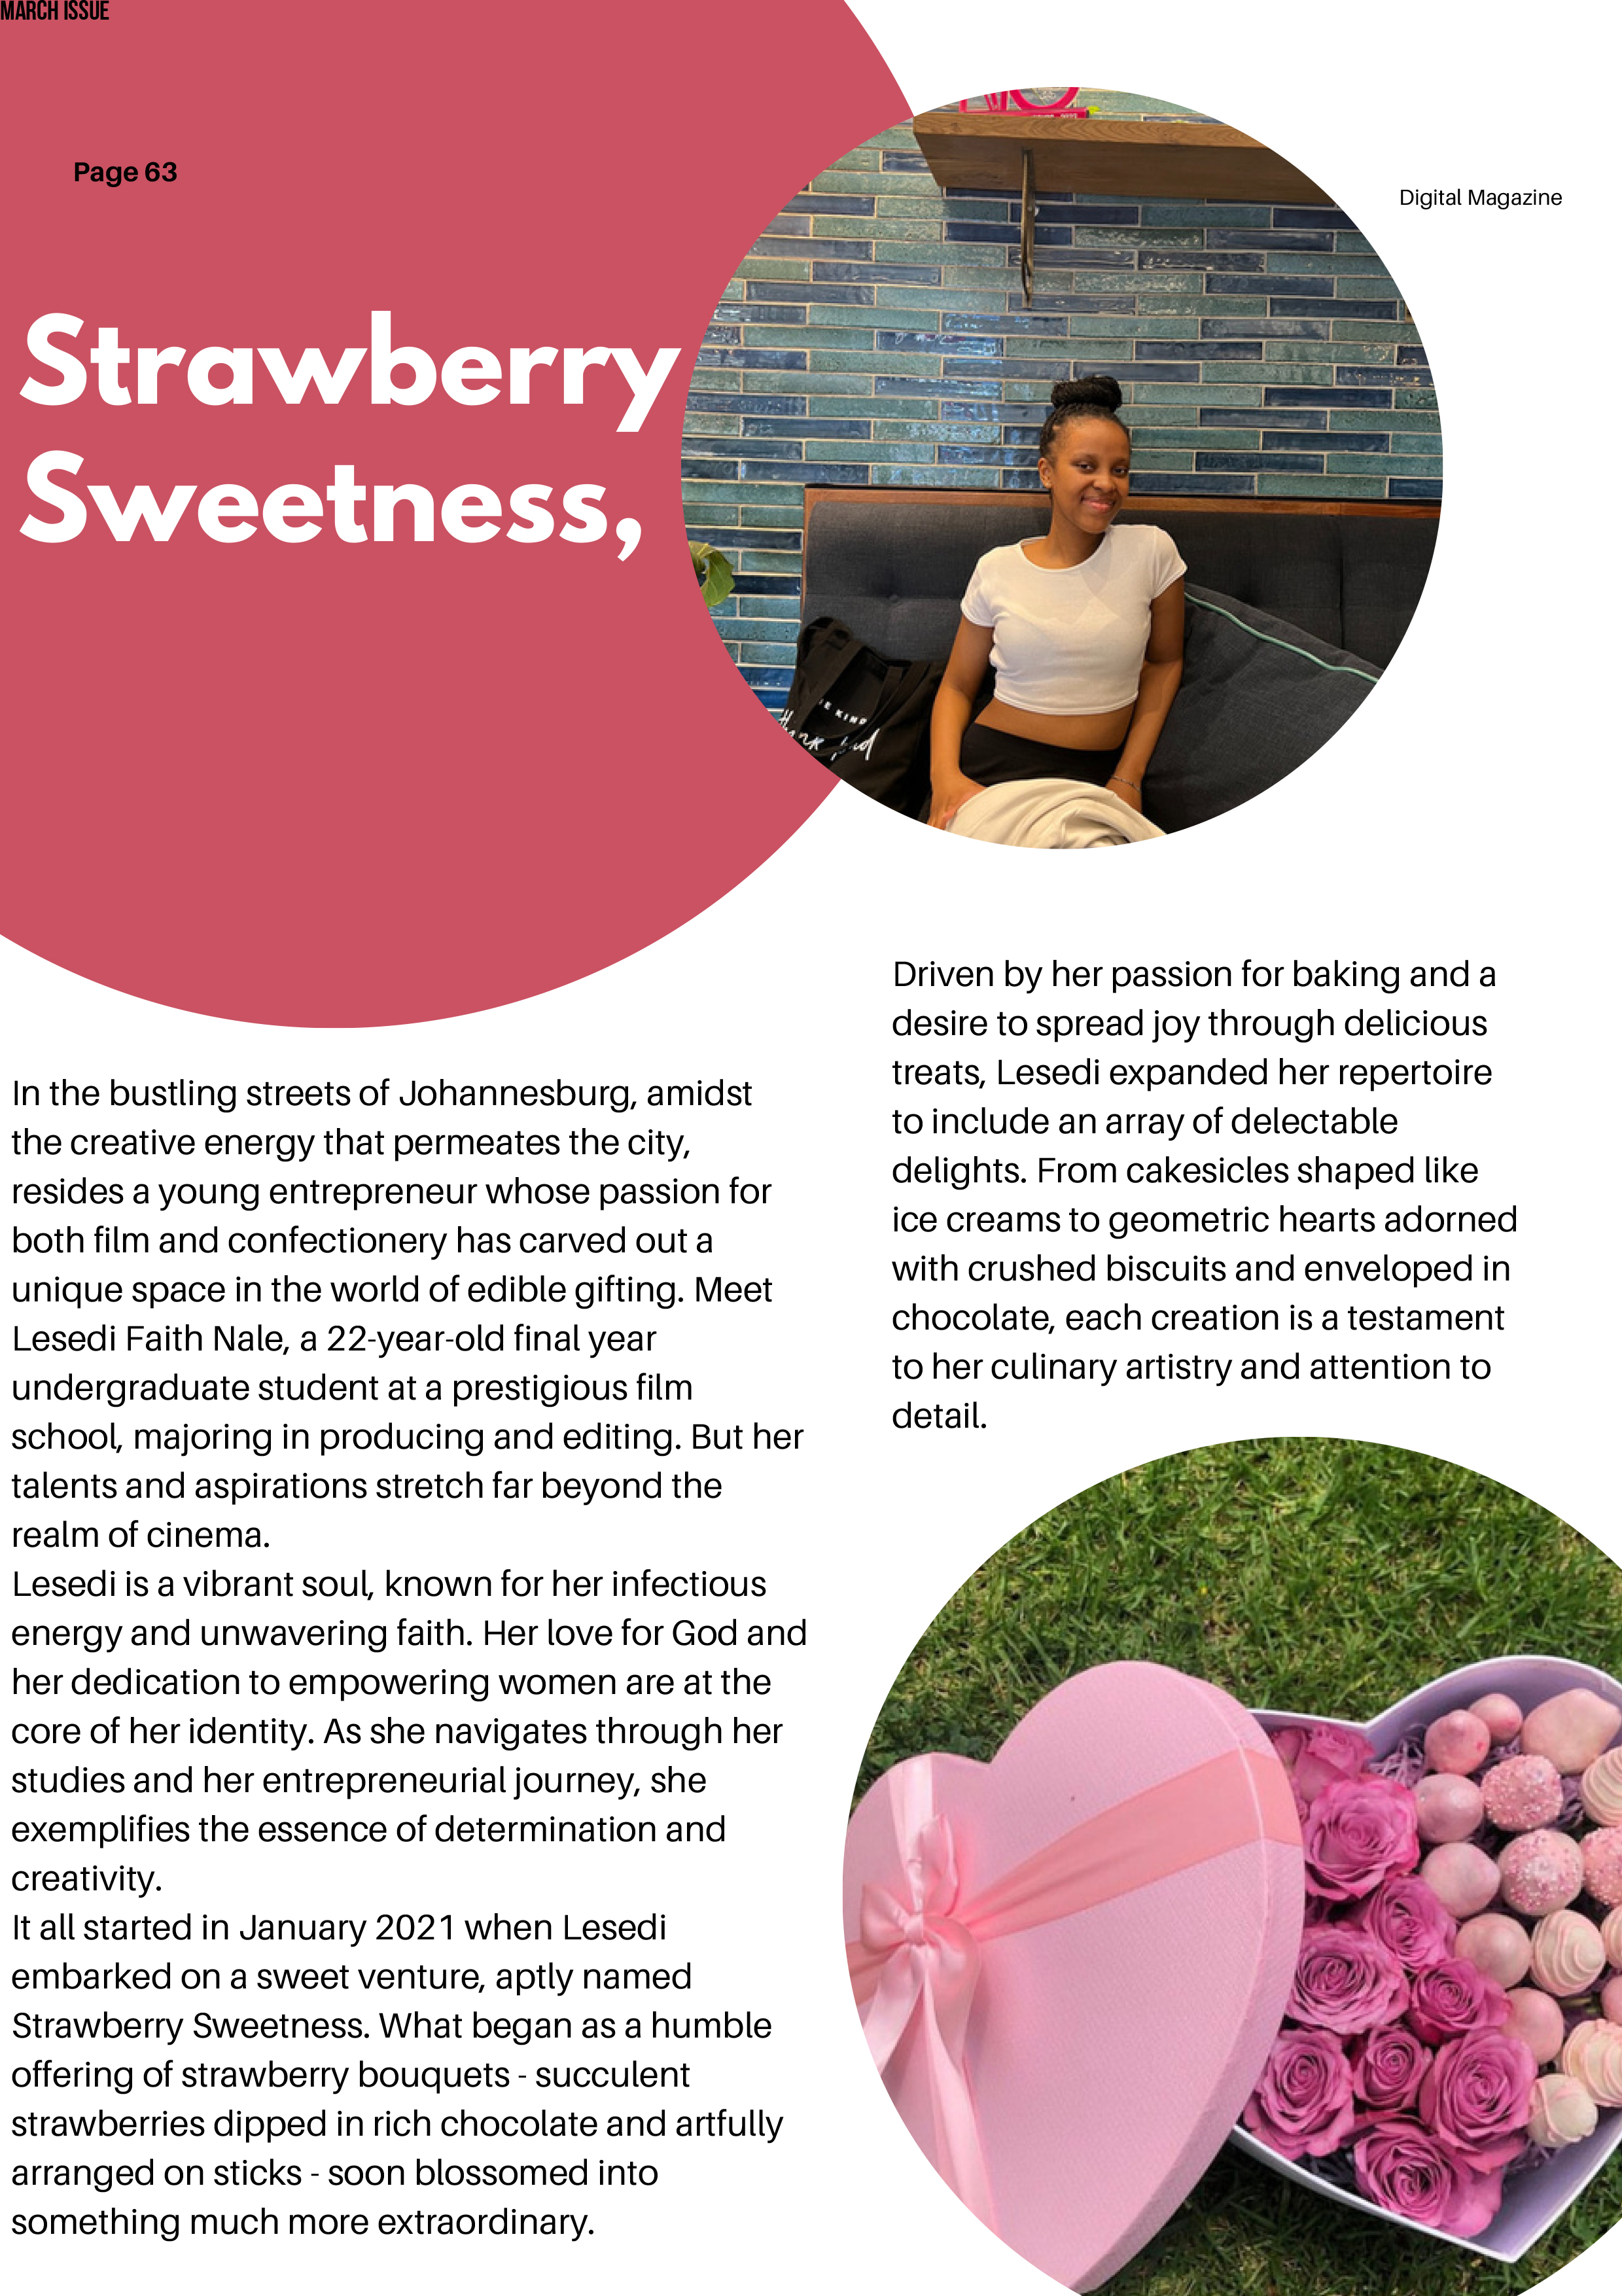 MARCH ISSUE
Page 63
Digital Magazine
Strawberry
Sweetness,
In the bustling streets of Johannesburg, amidst
the creative energy that permeates the city,
resides a young entrepreneur whose passion for
both film and confectionery has carved out a
unique space in the world of edible gifting. Meet
Lesedi Faith Nale, a 22-year-old final year
undergraduate student at a prestigious film
school, majoring in producing and editing. But her
talents and aspirations stretch far beyond the
realm of cinema.
Lesedi is a vibrant soul, known for her infectious
energy and unwavering faith. Her love for God and
her dedication to empowering women are at the
core of her identity. As she navigates through her
studies and her entrepreneurial journey, she
exemplifies the essence of determination and
creativity.
It all started in January 2021 when Lesedi
embarked on a sweet venture, aptly named
Strawberry Sweetness. What began as a humble
offering of strawberry bouquets - succulent
strawberries dipped in rich chocolate and artfully
arranged on sticks - soon blossomed into
something much more extraordinary.
Driven by her passion for baking and a
desire to spread joy through delicious
treats, Lesedi expanded her repertoire
to include an array of delectable
delights. From cakesicles shaped like
ice creams to geometric hearts adorned
with crushed biscuits and enveloped in
chocolate, each creation is a testament
to her culinary artistry and attention to
detail.